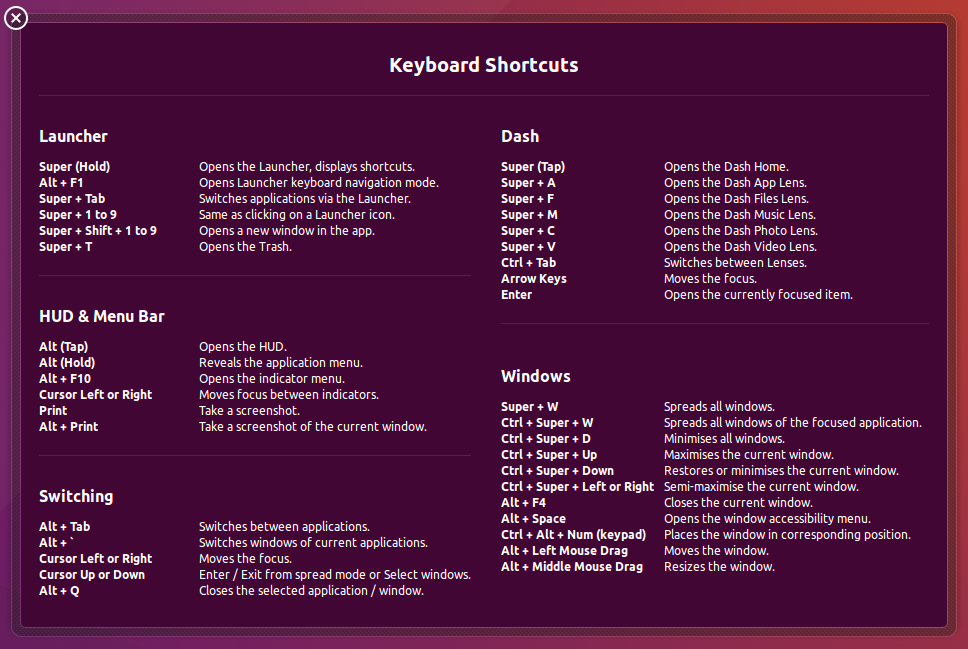 Keyboard Shortcuts
Launcher
Super (Hold) Opens the Launcher, displays shortcuts.
Alt + F1 Opens Launcher keyboard navigation mode.
Super + Tab Switches applications via the Launcher.
Super + 1 to 9 Same as clicking on a Launcher icon.
Super + Shift + 1 to 9 Opens a new window in the app.
Super + T Opens the Trash.
HUD & Menu Bar
Alt (Tap) Opens the HUD.
Alt (Hold) Reveals the application menu.
Alt + F10 Opens the indicator menu.
Cursor Left or Right Moves focus between indicators.
Print Take a screenshot.
Alt + Print Take a screenshot of the current window.
Switching
Alt + Tab Switches between applications.
Alt + ` Switches windows of current applications.
Cursor Left or Right Moves the focus.
Cursor Up or Down Enter / Exit from spread mode or Select windows.
Alt + Q Closes the selected application / window.
Dash
Super (Tap) Opens the Dash Home.
Super + A Opens the Dash App Lens.
Super + F Opens the Dash Files Lens.
Super + M Opens the Dash Music Lens.
Super + C Opens the Dash Photo Lens.
Super + V Opens the Dash Video Lens.
Ctrl + Tab Switches between Lenses.
Arrow Keys Moves the focus.
Enter Opens the currently focused item.
Windows
Super + W Spreads all windows.
Ctrl + Super + W Spreads all windows of the focused application.
Ctrl + Super + D Minimises all windows.
Ctrl + Super + Up Maximises the current window.
Ctrl + Super + Down Restores or minimises the current window.
Ctrl + Super + Left or Right Semi-maximise the current window.
Alt + F4 Closes the current window.
Alt + Space Opens the window accessibility menu.
Ctrl + Alt + Num (keypad) Places the window in corresponding position.
Alt + Left Mouse Drag Moves the window.
Alt + Middle Mouse Drag Resizes the window.